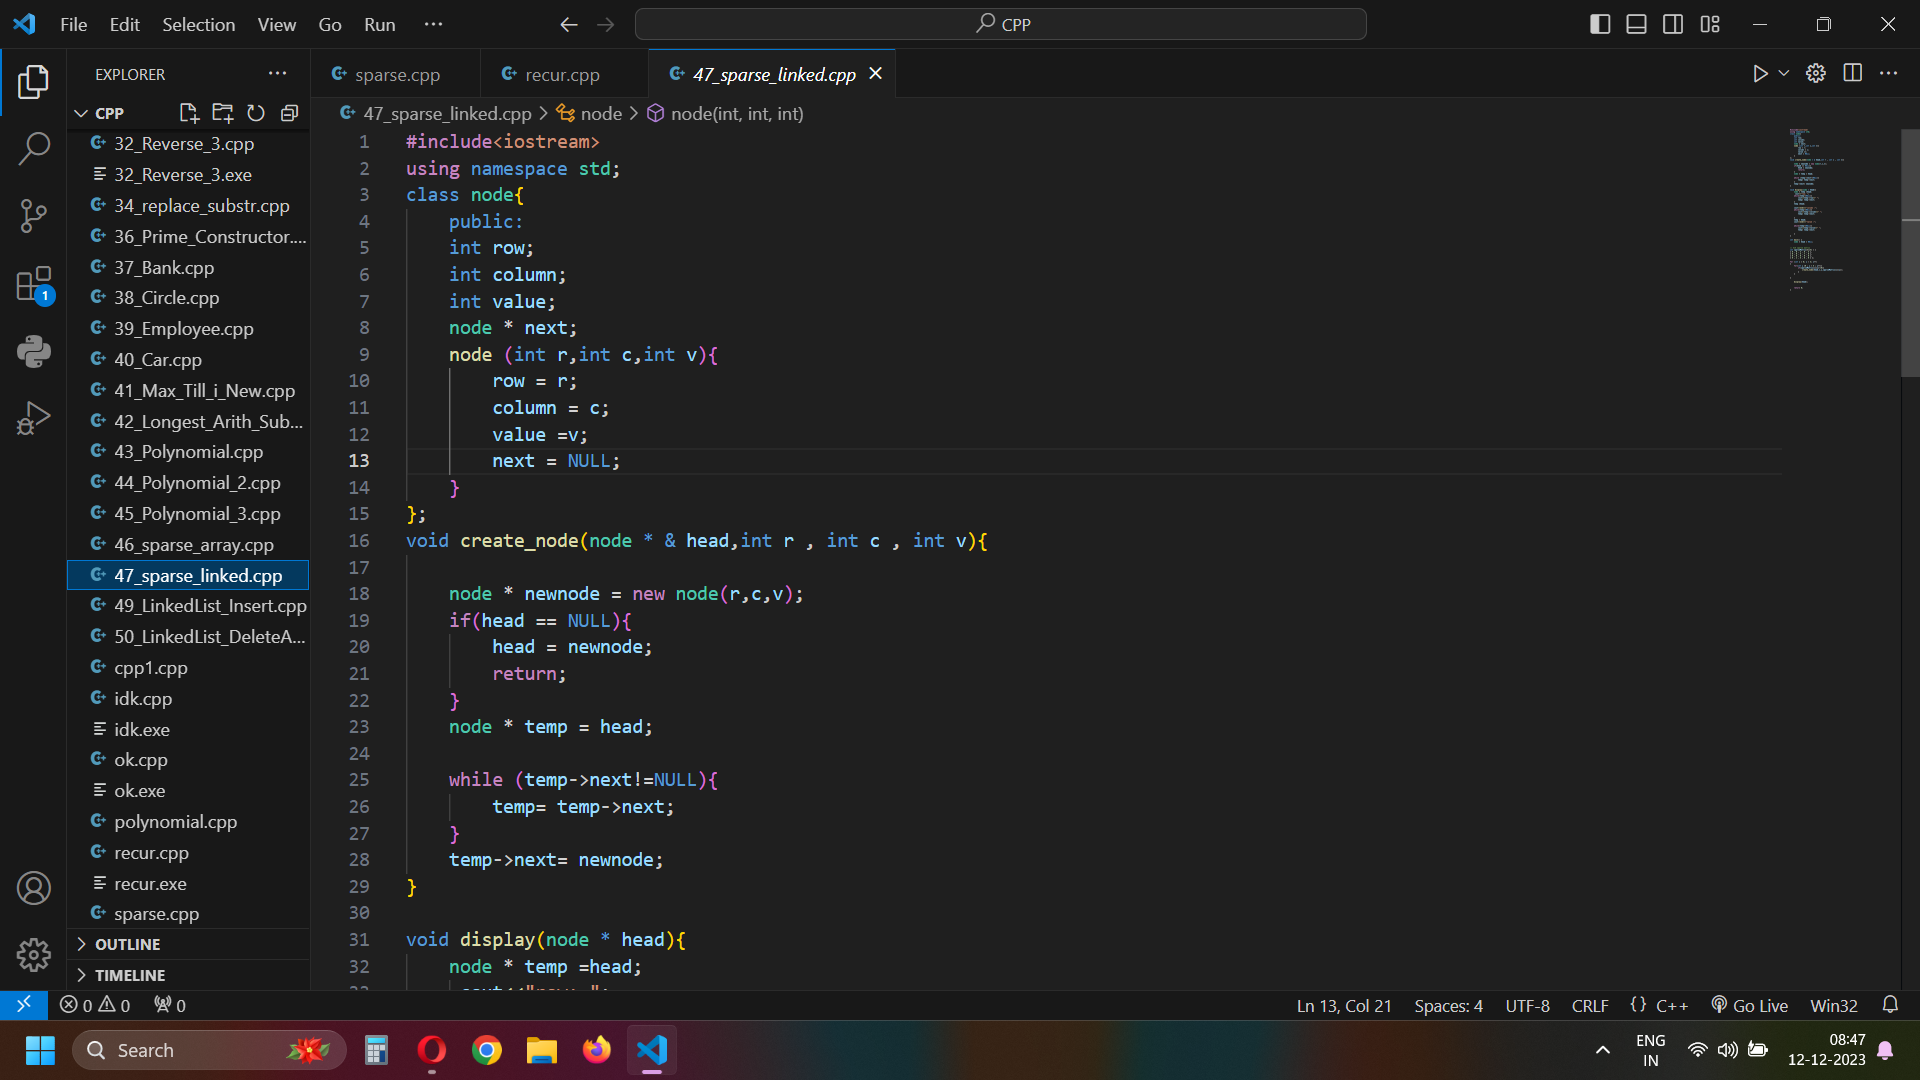 File Edit Selection View Go Run ···
CPP
EXPLORER ···
CPP
32_Reverse_3.cpp
32_Reverse_3.exe
34_replace_substr.cpp
36_Prime_Constructor....
37_Bank.cpp
38_Circle.cpp
39_Employee.cpp
40_Car.cpp
41_Max_Till_i_New.cpp
42_Longest_Arith_Sub...
43_Polynomial.cpp
44_Polynomial_2.cpp
45_Polynomial_3.cpp
46_sparse_array.cpp
47_sparse_linked.cpp
49_LinkedList_Insert.cpp
50_LinkedList_DeleteA...
cpp1.cpp
idk.cpp
idk.exe
ok.cpp
ok.exe
polynomial.cpp
recur.cpp
recur.exe
sparse.cpp
OUTLINE
TIMELINE
1
sparse.cpp recur.cpp 47_sparse_linked.cpp
47_sparse_linked.cpp > node > node(int, int, int)
1 #include<iostream>
2 using namespace std;
3 class node{
4     public:
5     int row;
6     int column;
7     int value;
8     node * next;
9     node (int r,int c,int v){
10         row = r;
11         column = c;
12         value =v;
13         next = NULL;
14     }
15 };
16 void create_node(node * & head,int r , int c , int v){
17
18     node * newnode = new node(r,c,v);
19     if(head == NULL){
20         head = newnode;
21         return;
22     }
23     node * temp = head;
24
25     while (temp->next!=NULL){
26         temp= temp->next;
27     }
28     temp->next= newnode;
29 }
30
31 void display(node * head){
32     node * temp =head;
0 0 0 Ln 13, Col 21 Spaces: 4 UTF-8 CRLF {} C++ Go Live Win32
Search
ENG
IN
08:47
12-12-2023